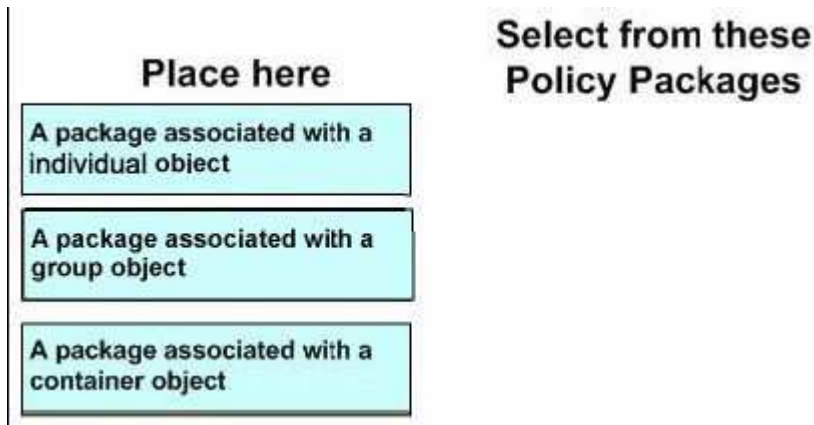 Place here
Select from these
Policy Packages
A package associated with a
individual object
A package associated with a
group object
A package associated with a
container object